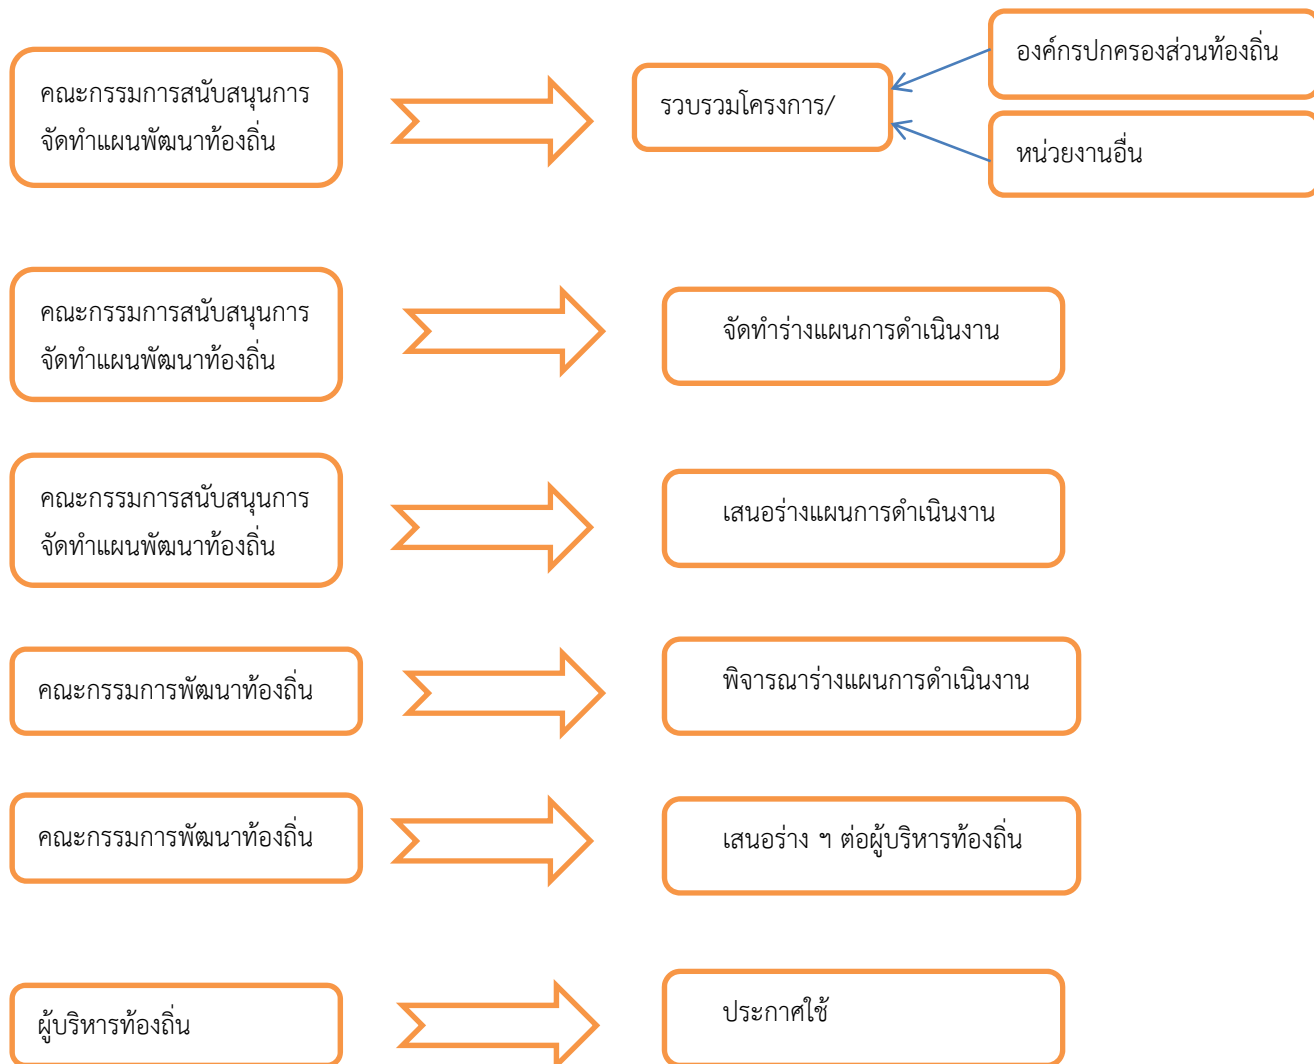 คณะกรรมการสนับสนุนการ
จัดทำแผนพัฒนาท้องถิ่น
รวบรวมโครงการ/
องค์กรปกครองส่วนท้องถิ่น
หน่วยงานอื่น
คณะกรรมการสนับสนุนการ
จัดทำแผนพัฒนาท้องถิ่น
จัดทำร่างแผนการดำเนินงาน
คณะกรรมการสนับสนุนการ
จัดทำแผนพัฒนาท้องถิ่น
เสนอร่างแผนการดำเนินงาน
คณะกรรมการพัฒนาท้องถิ่น
พิจารณาร่างแผนการดำเนินงาน
คณะกรรมการพัฒนาท้องถิ่น
เสนอร่าง ฯ ต่อผู้บริหารท้องถิ่น
ผู้บริหารท้องถิ่น
ประกาศใช้